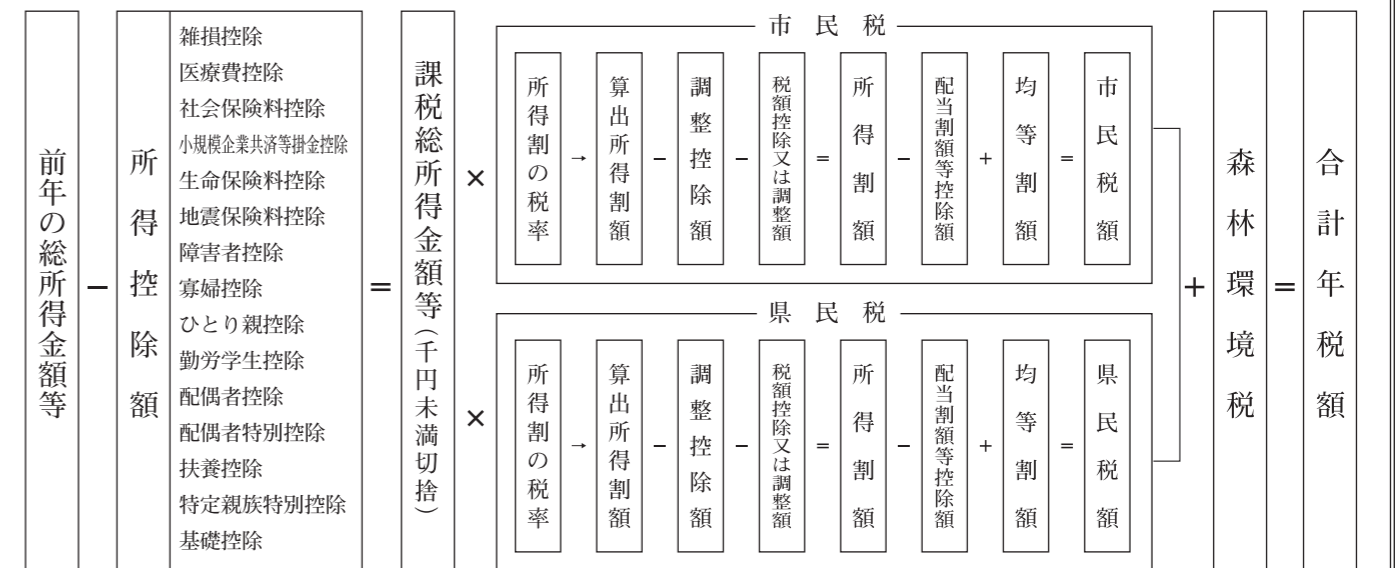 前年の総所得金額等
−
所得控除額
雑損控除
医療費控除
社会保険料控除
小規模企業共済等掛金控除
生命保険料控除
地震保険料控除
障害者控除
寡婦控除
ひとり親控除
勤労学生控除
配偶者控除
配偶者特別控除
扶養控除
特定親族特別控除
基礎控除
=
課税総所得金額等(千円未満切捨)
×
市民税
所得割の税率
→
算出所得割額
−
調整控除額
−
税額控除又は調整額
=
所得割額
−
配当割額等控除額
+
均等割額
=
市民税額
×
県民税
所得割の税率
→
算出所得割額
−
調整控除額
−
税額控除又は調整額
=
所得割額
−
配当割額等控除額
+
均等割額
=
県民税額
+
森林環境税
=
合計年税額